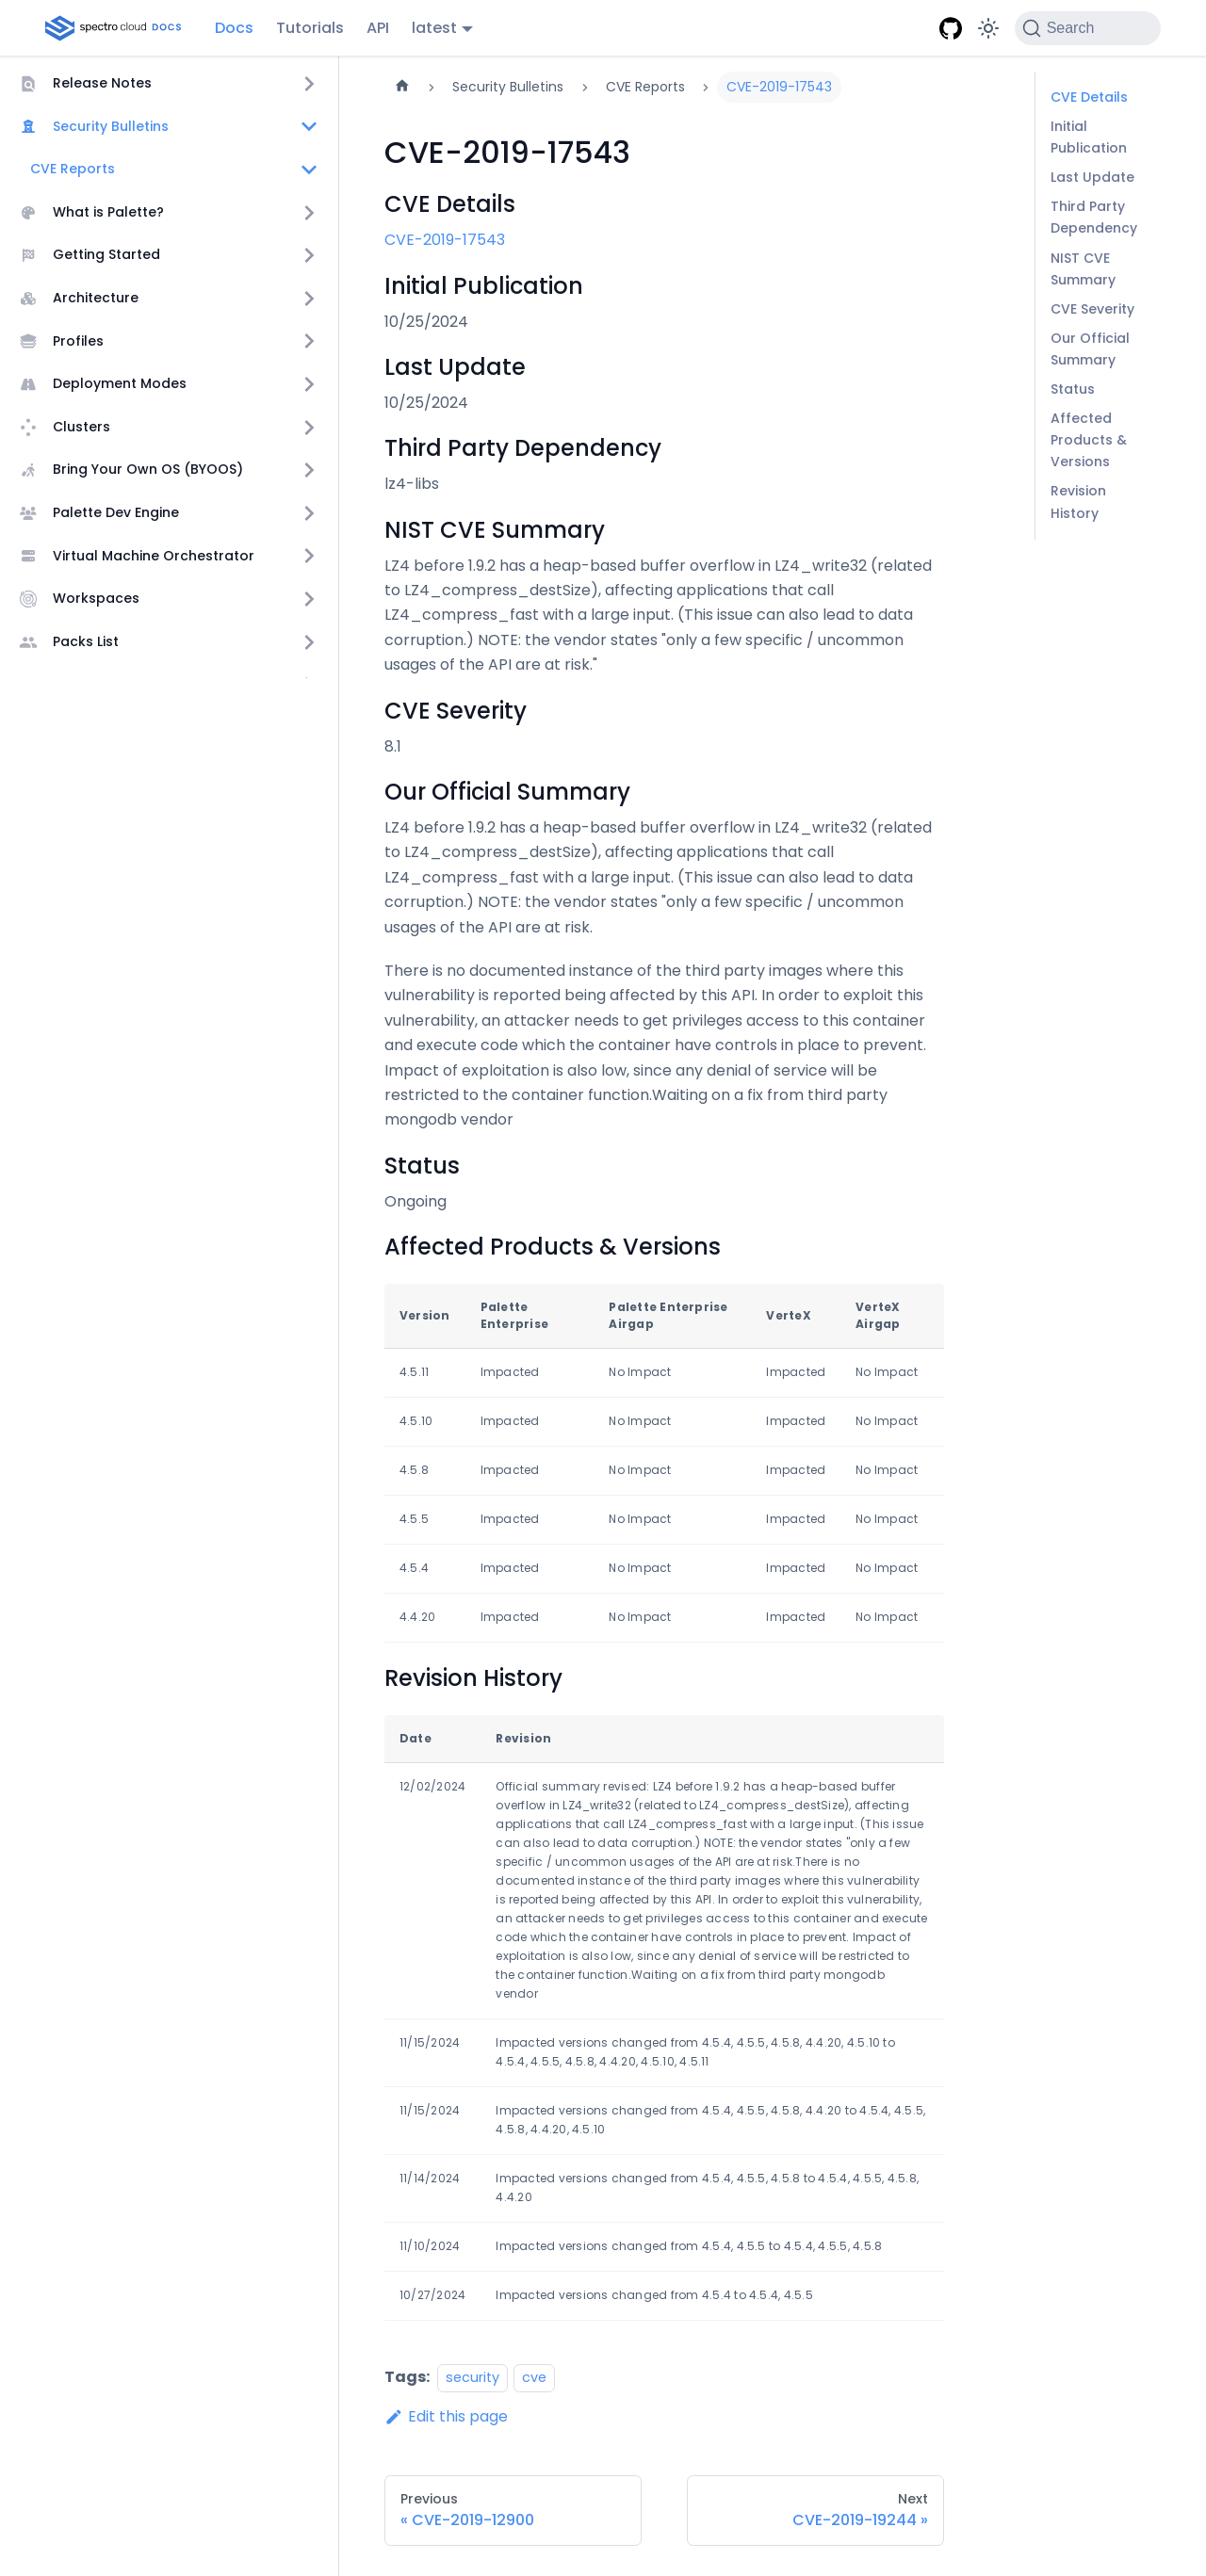 spectro cloud DOCS Docs Tutorials API latest Search
Release Notes
Security Bulletins
CVE Reports
What is Palette?
Getting Started
Architecture
Profiles
Deployment Modes
Clusters
Bring Your Own OS (BYOOS)
Palette Dev Engine
Virtual Machine Orchestrator
Workspaces
Packs List
Security Bulletins CVE Reports CVE-2019-17543
CVE-2019-17543
CVE Details
CVE-2019-17543
Initial Publication
10/25/2024
Last Update
10/25/2024
Third Party Dependency
lz4-libs
NIST CVE Summary
LZ4 before 1.9.2 has a heap-based buffer overflow in LZ4_write32 (related
to LZ4_compress_destSize), affecting applications that call
LZ4_compress_fast with a large input. (This issue can also lead to data
corruption.) NOTE: the vendor states "only a few specific / uncommon
usages of the API are at risk."
CVE Severity
8.1
Our Official Summary
LZ4 before 1.9.2 has a heap-based buffer overflow in LZ4_write32 (related
to LZ4_compress_destSize), affecting applications that call
LZ4_compress_fast with a large input. (This issue can also lead to data
corruption.) NOTE: the vendor states "only a few specific / uncommon
usages of the API are at risk.
There is no documented instance of the third party images where this
vulnerability is reported being affected by this API. In order to exploit this
vulnerability, an attacker needs to get privileges access to this container
and execute code which the container have controls in place to prevent.
Impact of exploitation is also low, since any denial of service will be
restricted to the container function.Waiting on a fix from third party
mongodb vendor
Status
Ongoing
Affected Products & Versions
Version Palette Enterprise Palette Enterprise Airgap VerteX VerteX Airgap
4.5.11 Impacted No Impact Impacted No Impact
4.5.10 Impacted No Impact Impacted No Impact
4.5.8 Impacted No Impact Impacted No Impact
4.5.5 Impacted No Impact Impacted No Impact
4.5.4 Impacted No Impact Impacted No Impact
4.4.20 Impacted No Impact Impacted No Impact
Revision History
Date Revision
12/02/2024 Official summary revised: LZ4 before 1.9.2 has a heap-based buffer
overflow in LZ4_write32 (related to LZ4_compress_destSize), affecting
applications that call LZ4_compress_fast with a large input. (This issue
can also lead to data corruption.) NOTE: the vendor states "only a few
specific / uncommon usages of the API are at risk.There is no
documented instance of the third party images where this vulnerability
is reported being affected by this API. In order to exploit this vulnerability,
an attacker needs to get privileges access to this container and execute
code which the container have controls in place to prevent. Impact of
exploitation is also low, since any denial of service will be restricted to
the container function.Waiting on a fix from third party mongodb
vendor
11/15/2024 Impacted versions changed from 4.5.4, 4.5.5, 4.5.8, 4.4.20, 4.5.10 to
4.5.4, 4.5.5, 4.5.8, 4.4.20, 4.5.10, 4.5.11
11/15/2024 Impacted versions changed from 4.5.4, 4.5.5, 4.5.8, 4.4.20 to 4.5.4, 4.5.5,
4.5.8, 4.4.20, 4.5.10
11/14/2024 Impacted versions changed from 4.5.4, 4.5.5, 4.5.8 to 4.5.4, 4.5.5, 4.5.8,
4.4.20
11/10/2024 Impacted versions changed from 4.5.4, 4.5.5 to 4.5.4, 4.5.5, 4.5.8
10/27/2024 Impacted versions changed from 4.5.4 to 4.5.4, 4.5.5
Tags: security cve
Edit this page
Previous
« CVE-2019-12900
Next
CVE-2019-19244 »
CVE Details
Initial
Publication
Last Update
Third Party
Dependency
NIST CVE
Summary
CVE Severity
Our Official
Summary
Status
Affected
Products &
Versions
Revision
History